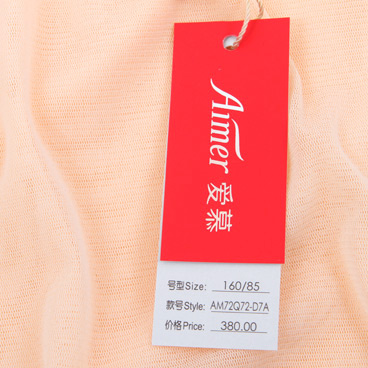 Aimer 爱慕
号型Size: 160/85
款号Style: AM72Q72-D7A
价格Price: 380.00